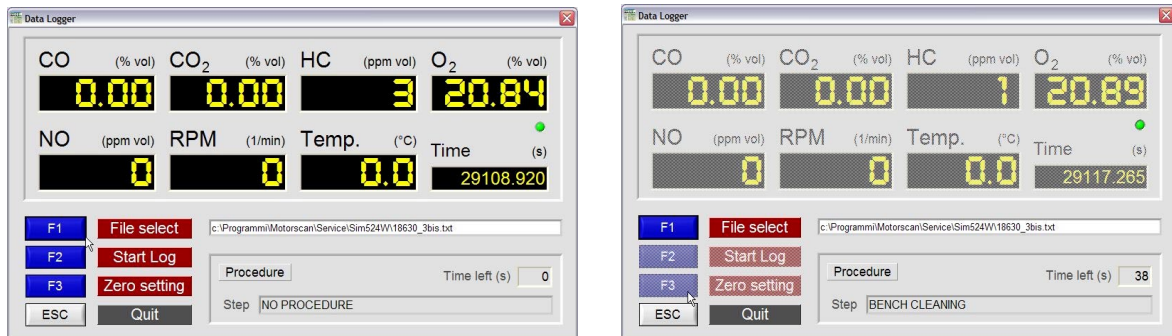 Data Logger
CO (% vol) CO2 (% vol) HC (ppm vol) O2 (% vol)
0.00 0.00 3 20.84
NO (ppm vol) RPM (1/min) Temp. (°C) Time (s)
0 0 0.0 29108.920
F1 File select c:\Programmi\Motorscan\Service\Sim524W\18630_3bis.txt
F2 Start Log
Procedure Time left (s) 0
F3 Zero setting
Step NO PROCEDURE
ESC Quit
Data Logger
CO (% vol) CO2 (% vol) HC (ppm vol) O2 (% vol)
0.00 0.00 1 20.89
NO (ppm vol) RPM (1/min) Temp. (°C) Time (s)
0 0 0.0 29117.265
F1 File select c:\Programmi\Motorscan\Service\Sim524W\18630_3bis.txt
F2 Start Log
Procedure Time left (s) 38
F3 Zero setting
Step BENCH CLEANING
ESC Quit